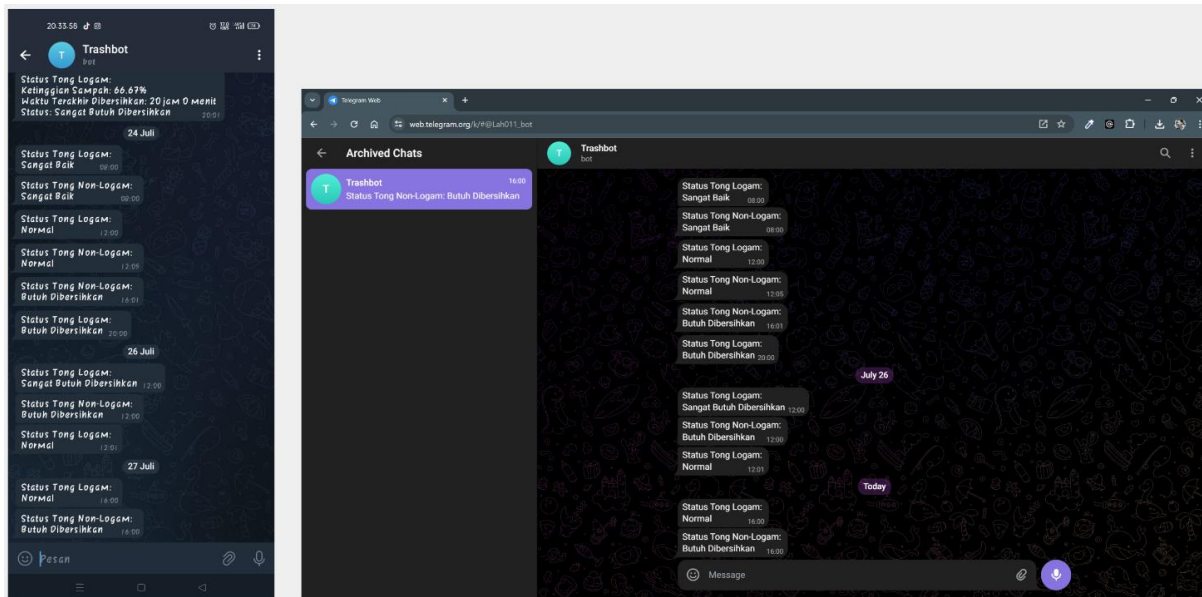 20.33.58
Trashbot
bot
Status Tong Logam:
Ketinggian Sampah: 66.67%
Waktu Terakhir Dibersihkan: 20 jam 0 menit
Status: Sangat Butuh Dibersihkan 20:01
24 Juli
Status Tong Logam:
Sangat Baik 08:00
Status Tong Non-Logam:
Sangat Baik 08:00
Status Tong Logam:
Normal 12:00
Status Tong Non-Logam:
Normal 12:05
Status Tong Non-Logam:
Butuh Dibersihkan 16:01
Status Tong Logam:
Butuh Dibersihkan 20:00
26 Juli
Status Tong Logam:
Sangat Butuh Dibersihkan 12:00
Status Tong Non-Logam:
Butuh Dibersihkan 12:00
Status Tong Logam:
Normal 12:01
27 Juli
Status Tong Logam:
Normal 16:00
Status Tong Non-Logam:
Butuh Dibersihkan 16:00
Pesan
Telegram Web
web.telegram.org/k/#@Lah011_bot
Archived Chats
T
Trashbot 16:00
Status Tong Non-Logam: Butuh Dibersihkan
T
Trashbot
bot
Status Tong Logam:
Sangat Baik 08:00
Status Tong Non-Logam:
Sangat Baik 08:00
Status Tong Logam:
Normal 12:00
Status Tong Non-Logam:
Normal 12:05
Status Tong Non-Logam:
Butuh Dibersihkan 16:01
Status Tong Logam:
Butuh Dibersihkan 20:00
July 26
Status Tong Logam:
Sangat Butuh Dibersihkan 12:00
Status Tong Non-Logam:
Butuh Dibersihkan 12:00
Status Tong Logam:
Normal 12:01
Today
Status Tong Logam:
Normal 16:00
Status Tong Non-Logam:
Butuh Dibersihkan 16:00
Message